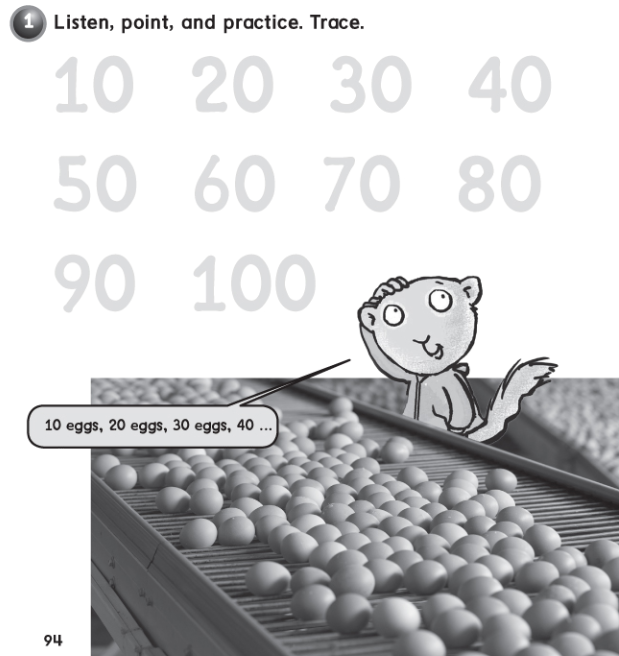 1 Listen, point, and practice. Trace.
10 20 30 40
50 60 70 80
90 100
10 eggs, 20 eggs, 30 eggs, 40 ...
94